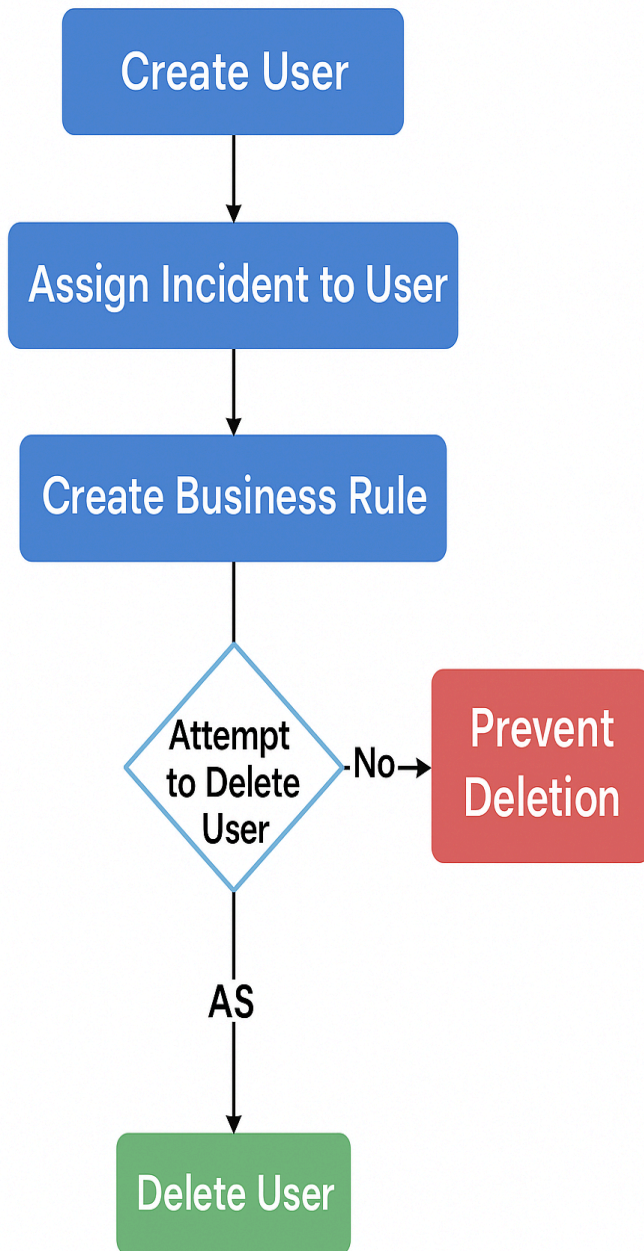 Create User
Assign Incident to User
Create Business Rule
Attempt
to Delete
User
No
Prevent
Deletion
AS
Delete User